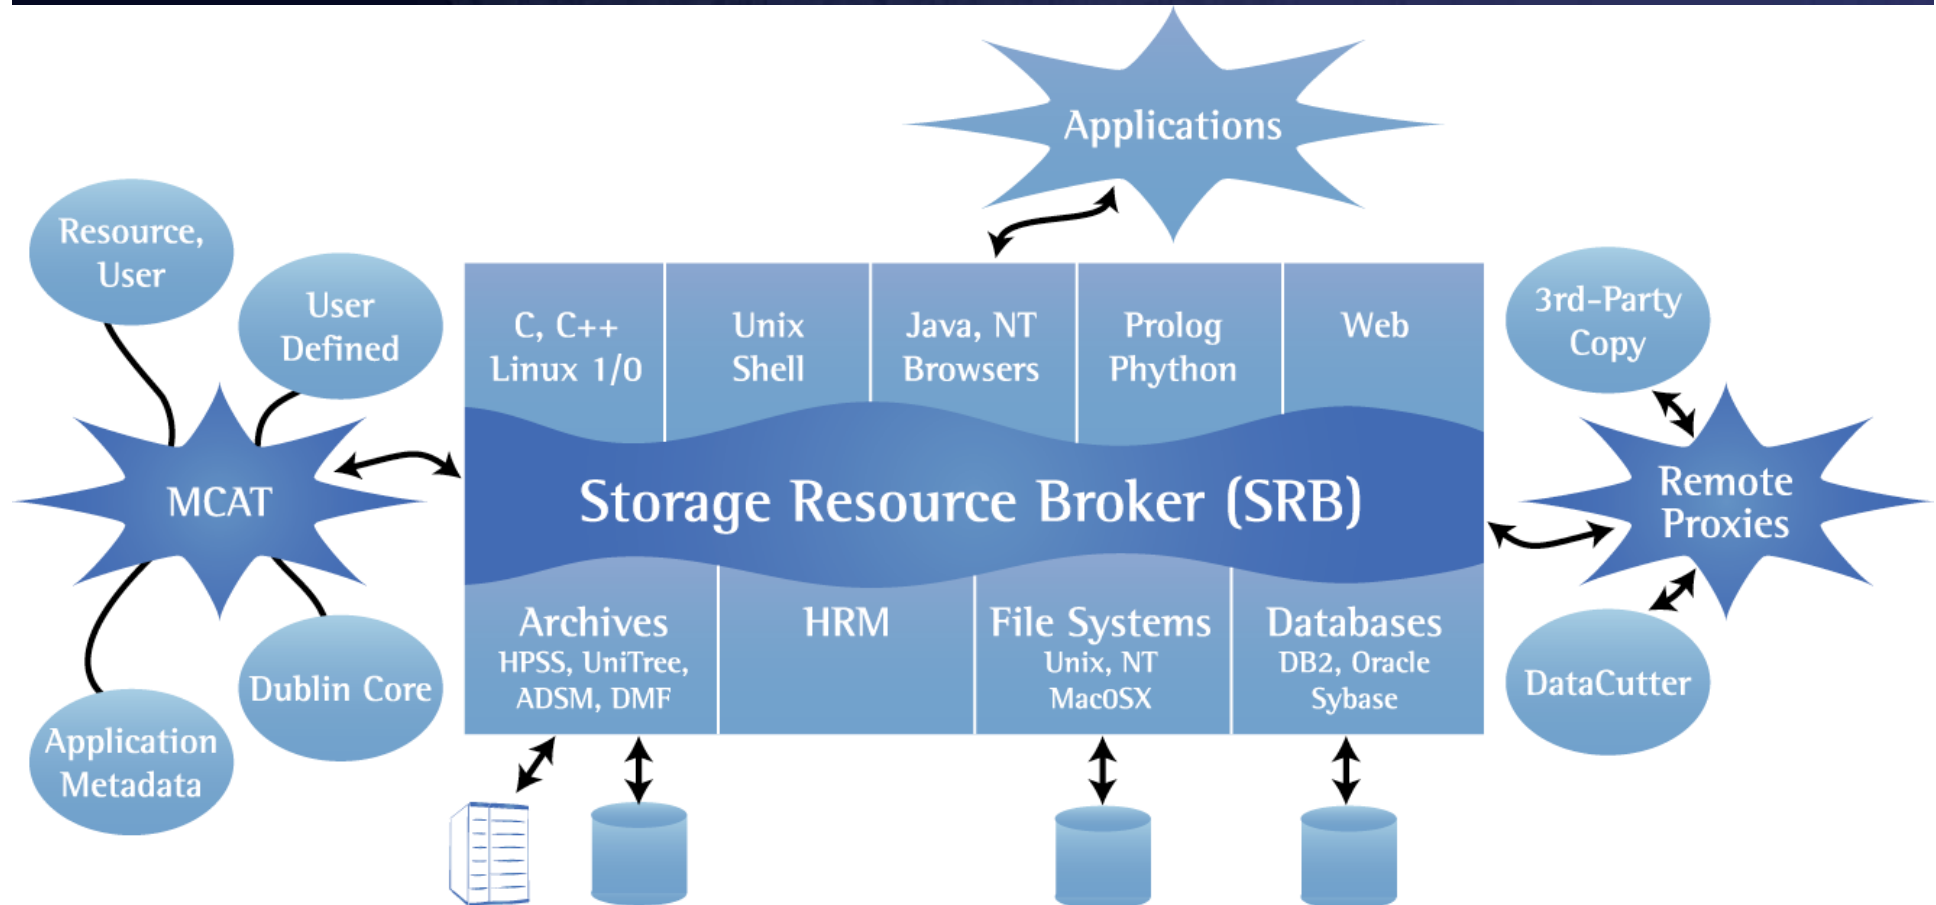 Applications
Resource,
User
User
Defined
MCAT
Dublin Core
Application
Metadata
C, C++
Linux 1/0
Unix
Shell
Java, NT
Browsers
Prolog
Phython
Web
Storage Resource Broker (SRB)
Archives
HPSS, UniTree,
ADSM, DMF
HRM
File Systems
Unix, NT
MacOSX
Databases
DB2, Oracle
Sybase
3rd-Party
Copy
Remote
Proxies
DataCutter